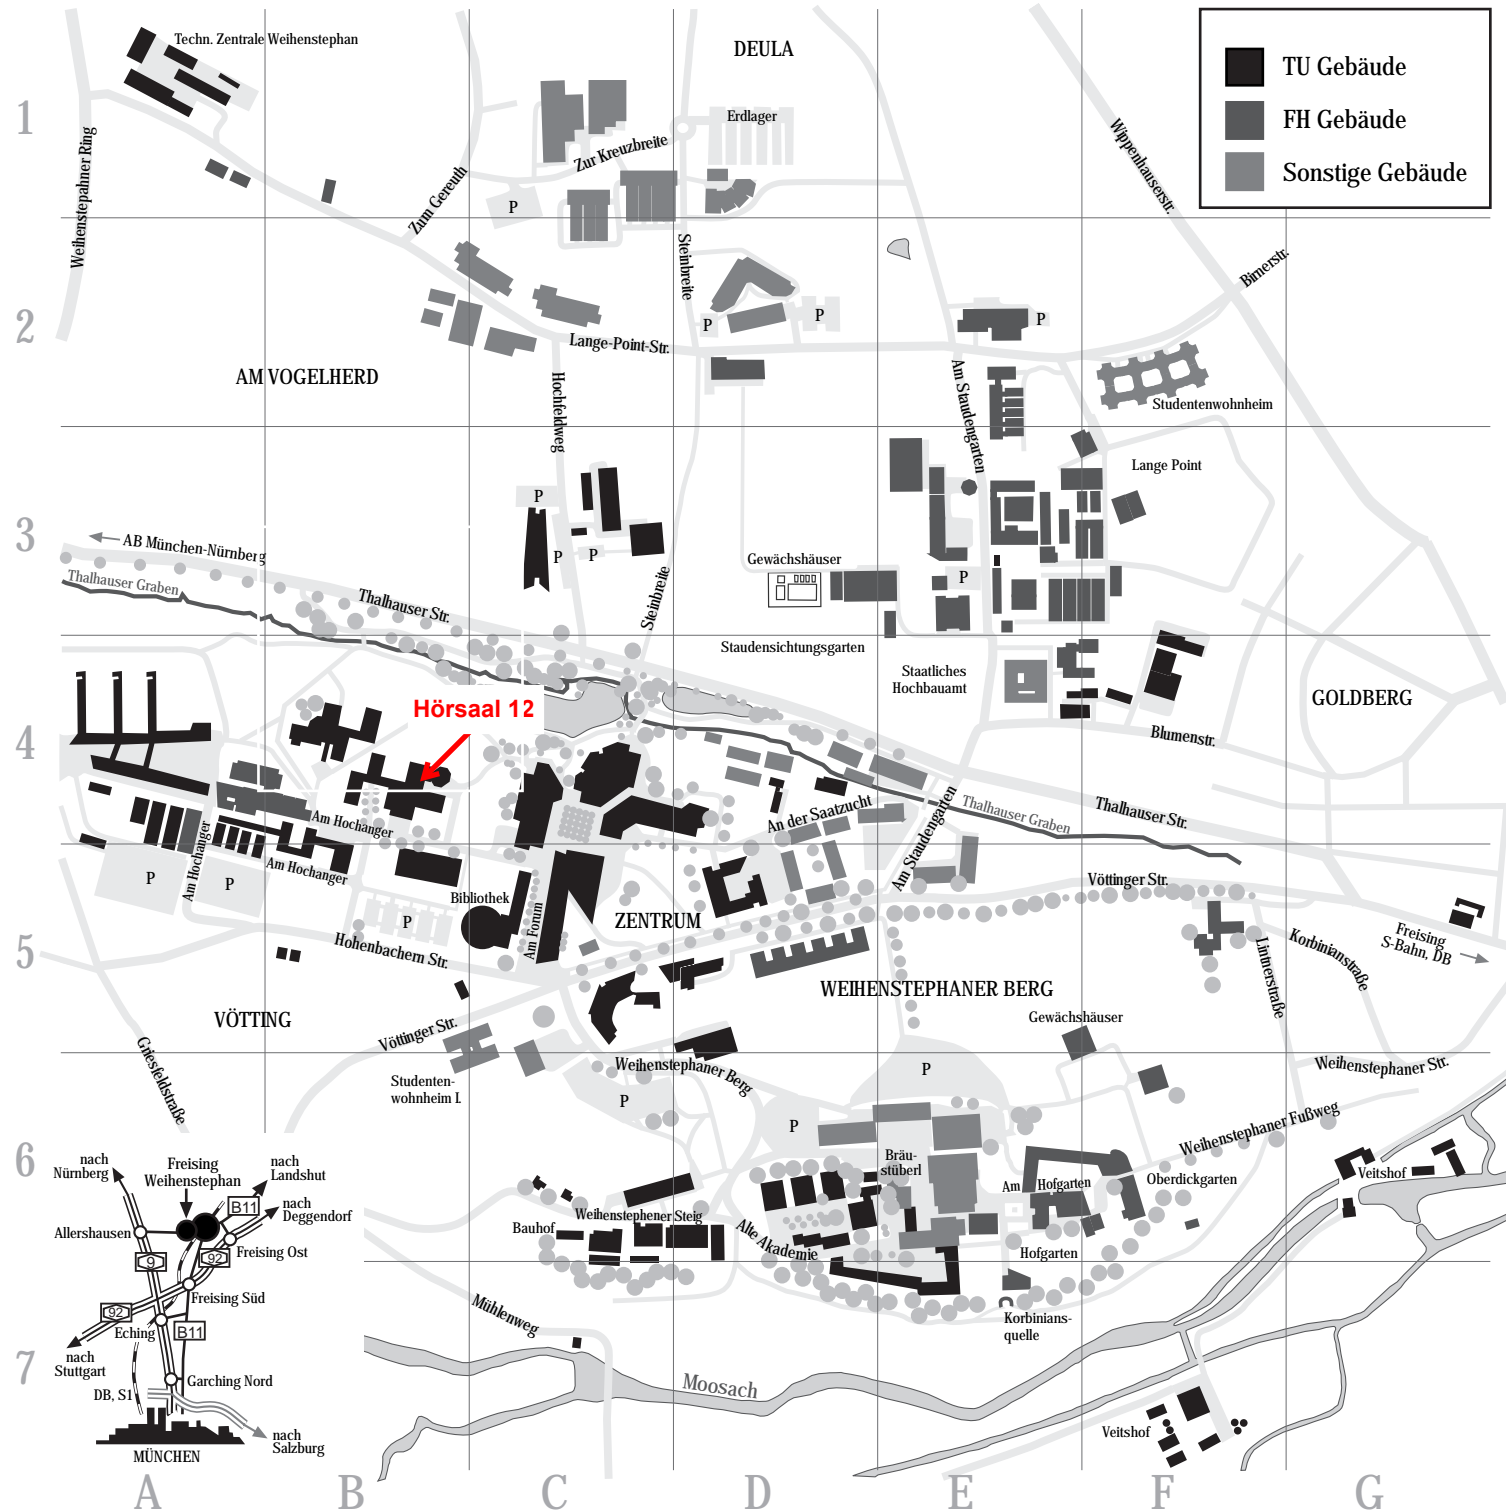 Techn. Zentrale Weihenstephan
DEULA
TU Gebäude
FH Gebäude
Sonstige Gebäude
1
Erdlager
Weihenstepahner Ring
Zum Gereuth
Zur Kreuzbreite
Wippenhauserstr.
P
Steinbreite
Birnerstr.
2
P
P
P
Lange-Point-Str.
AM VOGELHERD
Hochfeldweg
Am Staudengarten
Studentenwohnheim
Lange Point
P
3
AB München-Nürnberg
P
P
Gewächshäuser
P
Thalhauser Graben
Thalhauser Str.
Steinbreite
Staudensichtungsgarten
Staatliches
Hochbauamt
GOLDBERG
Hörsaal 12
4
Blumenstr.
An der Saatzucht
Thalhauser Graben
Thalhauser Str.
Am Hochanger
Am Hochanger
Am Hochanger
Am Staudengarten
P
P
Vöttinger Str.
Bibliothek
P
Am Forum
ZENTRUM
5
Hohenbachern Str.
Freising
S-Bahn, DB
Korbinianstraße
Lintnerstraße
WEIHENSTEPHANER BERG
VÖTTING
Gewächshäuser
Vöttinger Str.
Griesfeldstraße
Weihenstephaner Berg
P
Weihenstephaner Str.
Studenten-
wohnheim I.
P
P
Weihenstephaner Fußweg
6
nach
Nürnberg
Freising
Weihenstephan
nach
Landshut
Bräu-
stüberl
Veitshof
Oberdickgarten
Am Hofgarten
B11
nach
Deggendorf
Weihenstephener Steig
Bauhof
Alte Akademie
Allershausen
Freising Ost
Hofgarten
9
92
Freising Süd
92
Mühlenweg
Korbinians-
quelle
Eching
B11
7
nach
Stuttgart
Garching Nord
Moosach
DB, S1
Veitshof
nach
Salzburg
MÜNCHEN
A
B
C
D
E
F
G